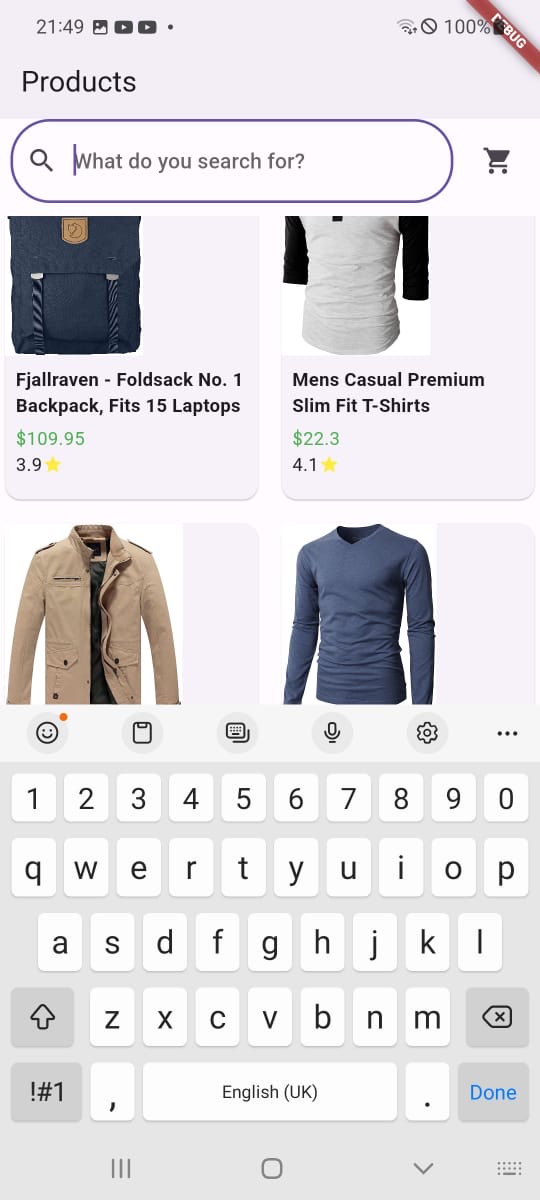 21:49
100%
DEBUG
Products
What do you search for?
Fjallraven - Foldsack No. 1
Backpack, Fits 15 Laptops
$109.95
3.9
Mens Casual Premium
Slim Fit T-Shirts
$22.3
4.1
1 2 3 4 5 6 7 8 9 0
q w e r t y u i o p
a s d f g h j k l
z x c v b n m
!#1 , English (UK) . Done